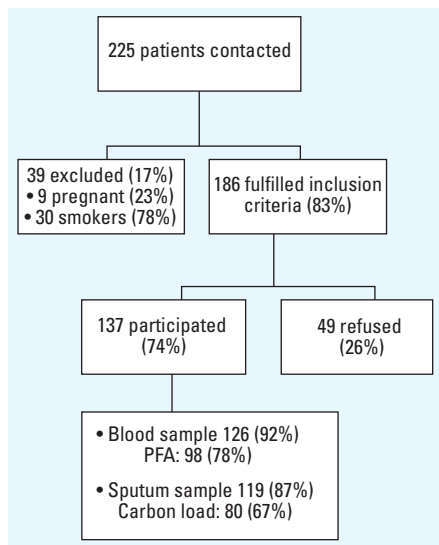 225 patients contacted
39 excluded (17%)
• 9 pregnant (23%)
• 30 smokers (78%)
186 fulfilled inclusion
criteria (83%)
137 participated
(74%)
49 refused
(26%)
• Blood sample 126 (92%)
PFA: 98 (78%)
• Sputum sample 119 (87%)
Carbon load: 80 (67%)